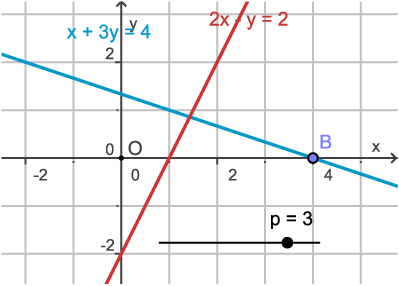 x + 3y = 4
y
2x - y = 2
2
x
0
O
B
-2
0
2
4
p = 3
-2